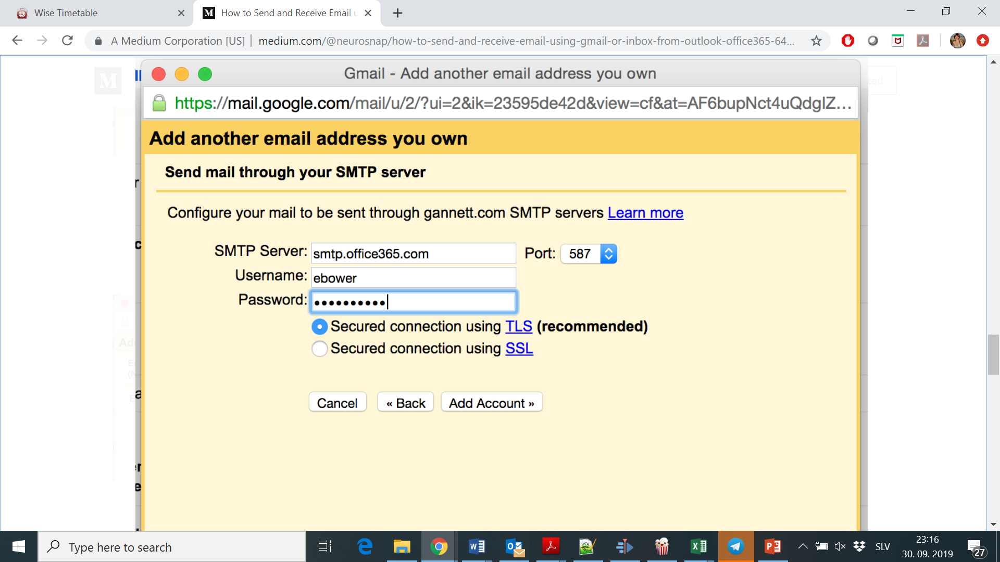 Wise Timetable
How to Send and Receive Email u
A Medium Corporation [US] | medium.com/@neurosnap/how-to-send-and-receive-email-using-gmail-or-inbox-from-outlook-office365-64...
Gmail - Add another email address you own
https://mail.google.com/mail/u/2/?ui=2&ik=23595de42d&view=cf&at=AF6bupNct4uQdgIZ...
Add another email address you own
Send mail through your SMTP server
Configure your mail to be sent through gannett.com SMTP servers Learn more
SMTP Server: smtp.office365.com Port: 587
Username: ebower
Password: ••••••••••
Secured connection using TLS (recommended)
Secured connection using SSL
Cancel « Back Add Account »
Type here to search
SLV
23:16
30. 09. 2019
27